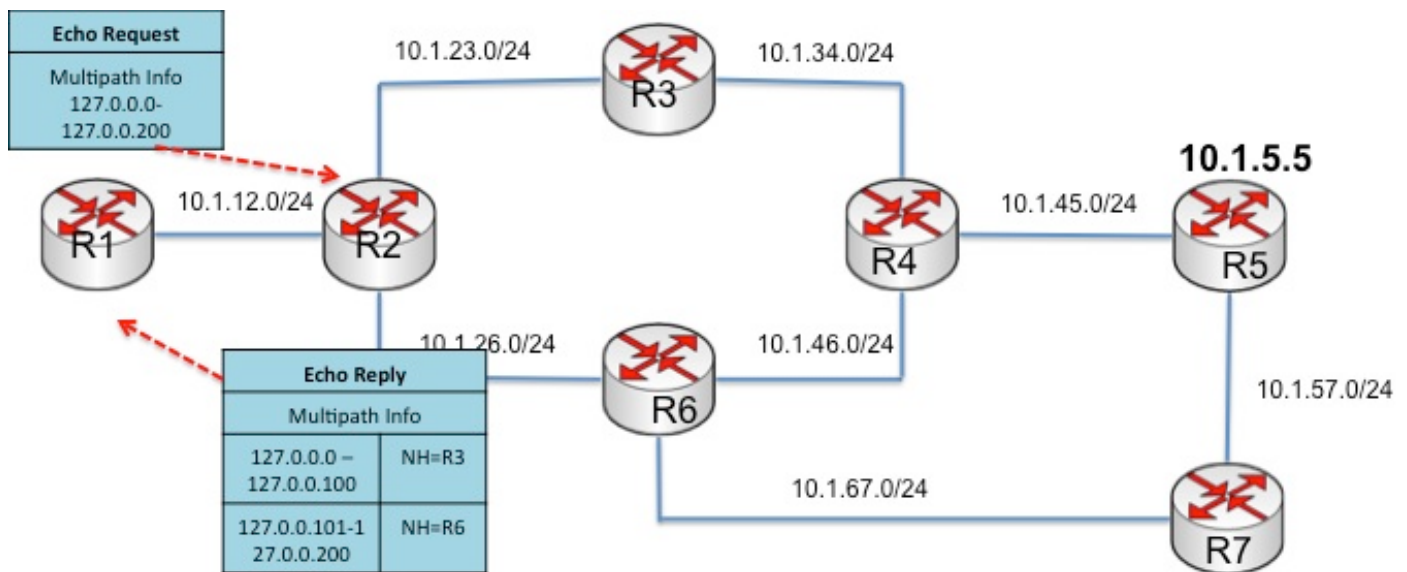 Echo Request
Multipath Info
127.0.0.0-
127.0.0.200
10.1.23.0/24
10.1.34.0/24
R3
10.1.5.5
10.1.12.0/24
10.1.45.0/24
R1
R2
R4
R5
10.1.26.0/24
10.1.46.0/24
Echo Reply
Multipath Info
127.0.0.0 –
127.0.0.100
NH=R3
127.0.0.101-1
27.0.0.200
NH=R6
R6
10.1.57.0/24
10.1.67.0/24
R7